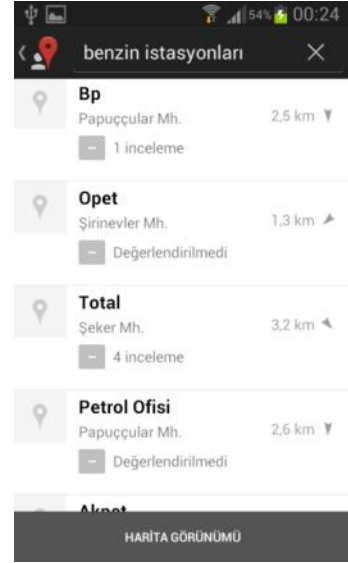 54% 00:24
benzin istasyonları
Bp
Papuççular Mh.
2,5 km
1 inceleme
Opet
Şirinevler Mh.
1,3 km
Değerlendirilmedi
Total
Şeker Mh.
3,2 km
4 inceleme
Petrol Ofisi
Papuççular Mh.
2,6 km
Değerlendirilmedi
Akpet
HARİTA GÖRÜNÜMÜ